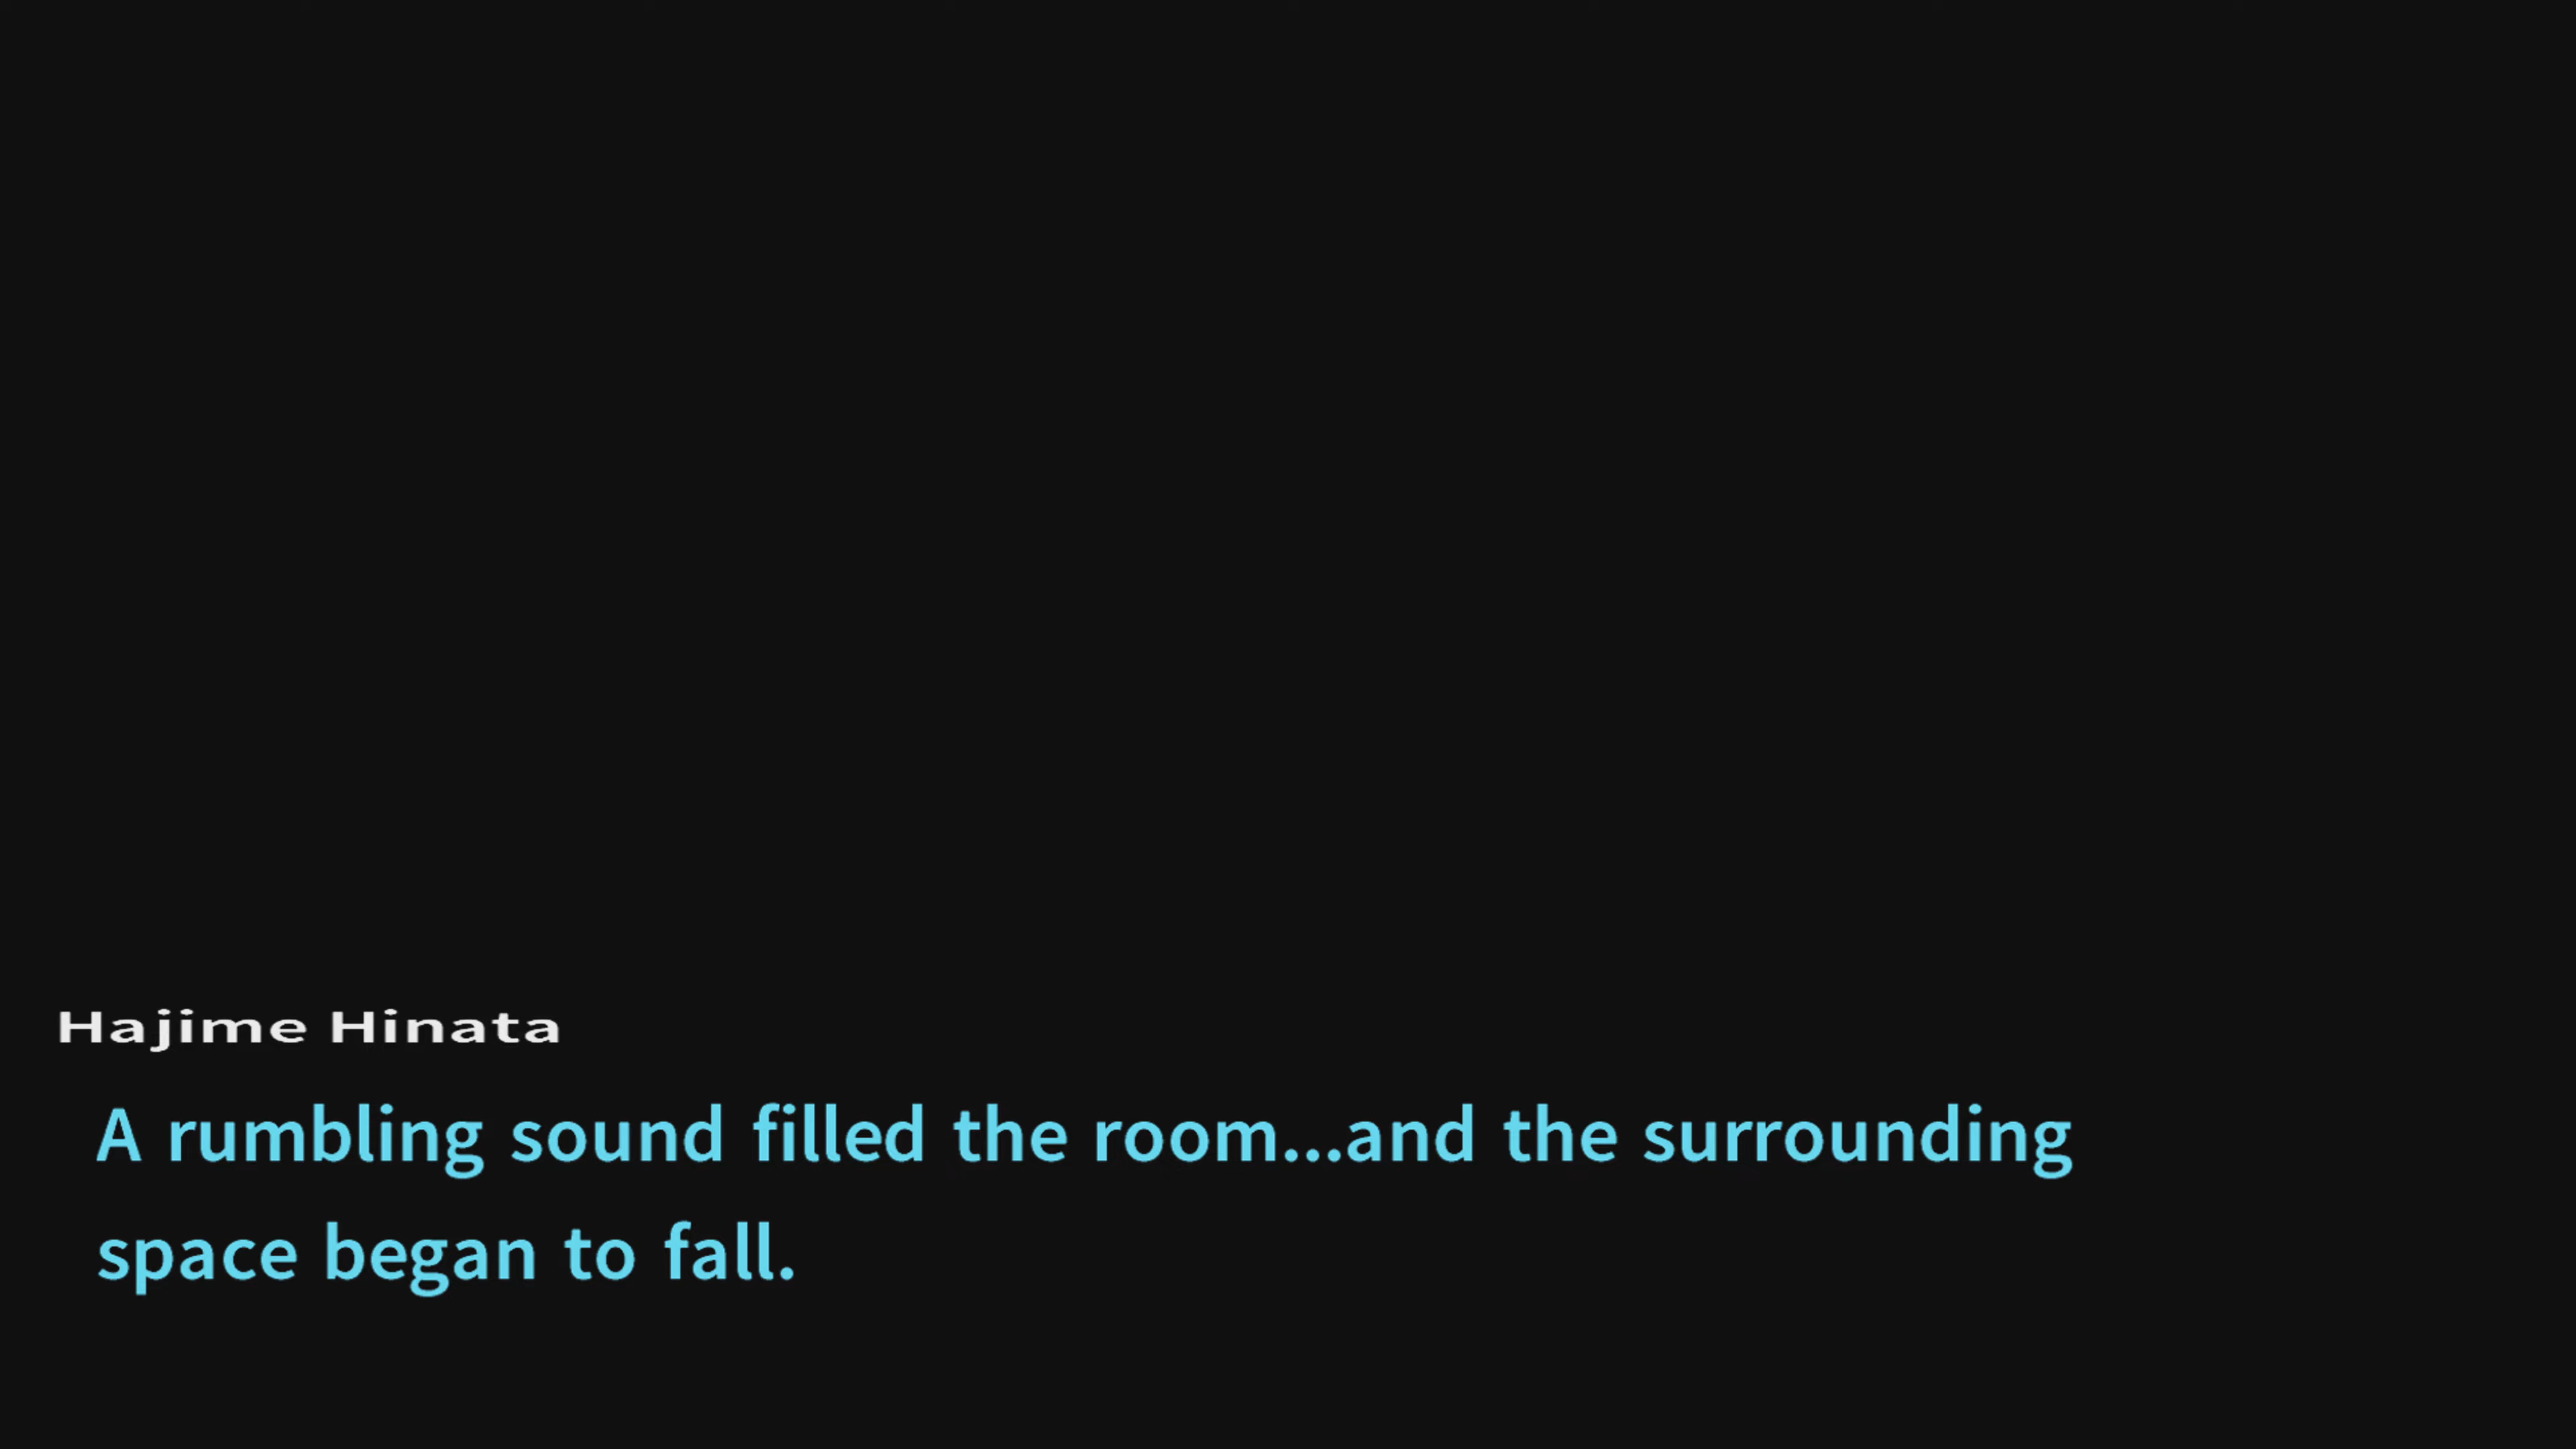 Hajime Hinata
A rumbling sound filled the room...and the surrounding
space began to fall.